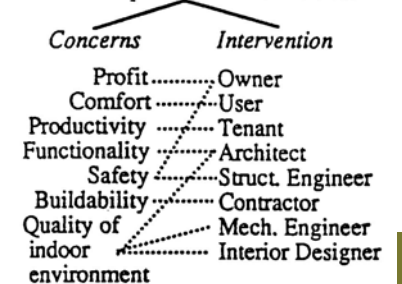 Concerns Intervention
Profit Owner
Comfort User
Productivity Tenant
Functionality Architect
Safety Struct. Engineer
Buildability Contractor
Quality of Mech. Engineer
indoor Interior Designer
environment